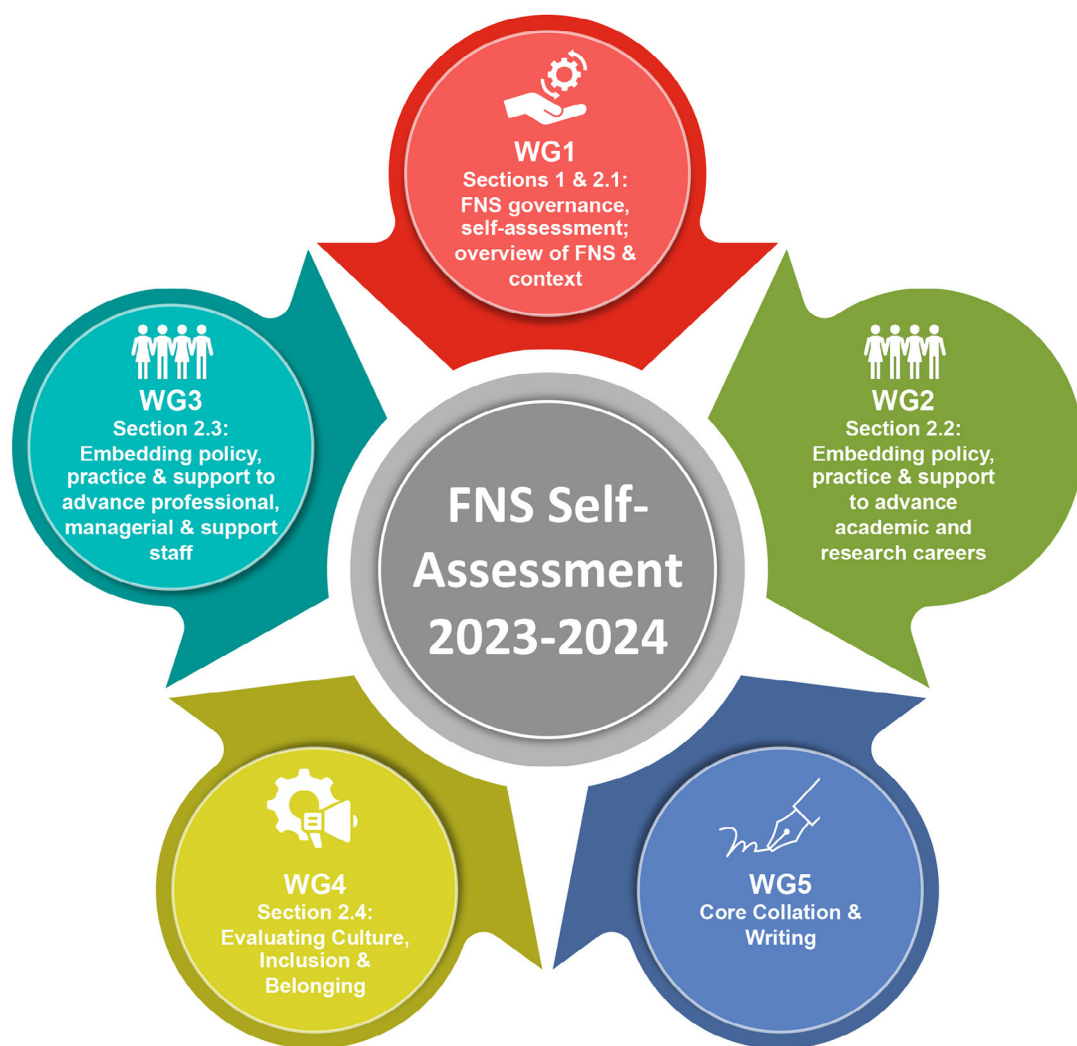 WG1
Sections 1 & 2.1:
FNS governance,
self-assessment;
overview of FNS &
context
WG3
Section 2.3:
Embedding policy,
practice & support to
advance professional,
managerial & support
staff
WG2
Section 2.2:
Embedding policy,
practice & support
to advance
academic and
research careers
FNS Self-
Assessment
2023-2024
WG4
Section 2.4:
Evaluating Culture,
Inclusion &
Belonging
WG5
Core Collation &
Writing